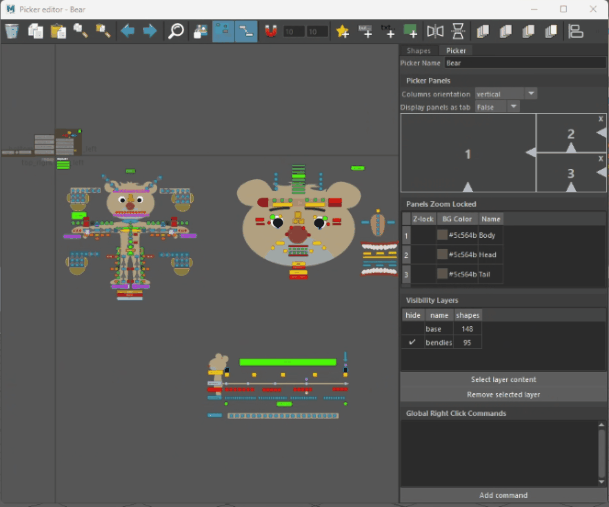 Picker editor - Bear
10 10
Shapes Picker
Picker Name Bear
Picker Panels
Columns orientation vertical
Display panels as tab False
1
2
x
3
x
Panels Zoom Locked
Z-lock BG Color Name
1 #5c564b Body
2 #5c564b Head
3 #5c564b Tail
Visibility Layers
hide name shapes
base 148
✓ bendies 95
Select layer content
Remove selected layer
Global Right Click Commands
Add command